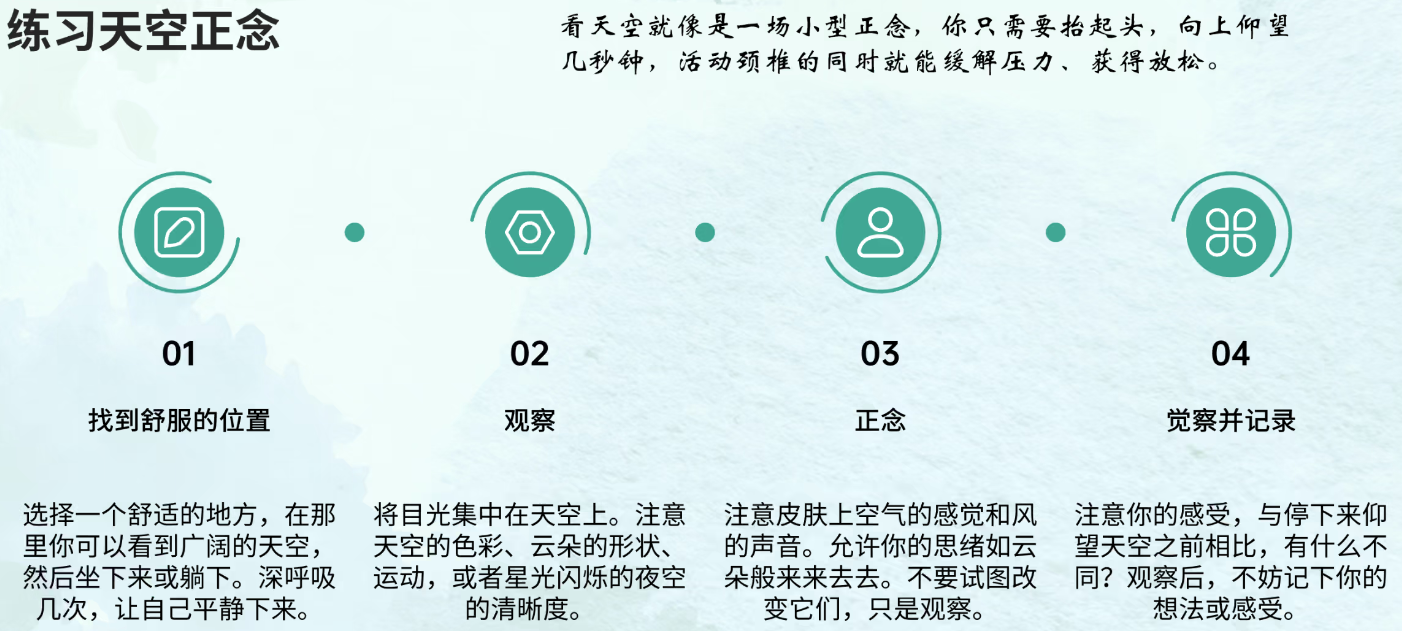 练习天空正念
看天空就像是一场小型正念，你只需要抬起头，向上仰望
几秒钟，活动颈椎的同时就能缓解压力、获得放松。
01
找到舒服的位置
选择一个舒适的地方，在那
里你可以看到广阔的天空，
然后坐下来或躺下。深呼吸
几次，让自己平静下来。
02
观察
将目光集中在天空上。注意
天空的色彩、云朵的形状、
运动，或者星光闪烁的夜空
的清晰度。
03
正念
注意皮肤上空气的感觉和风
的声音。允许你的思绪如云
朵般来来去去。不要试图改
变它们，只是观察。
04
觉察并记录
注意你的感受，与停下来仰
望天空之前相比，有什么不
同？观察后，不妨记下你的
想法或感受。